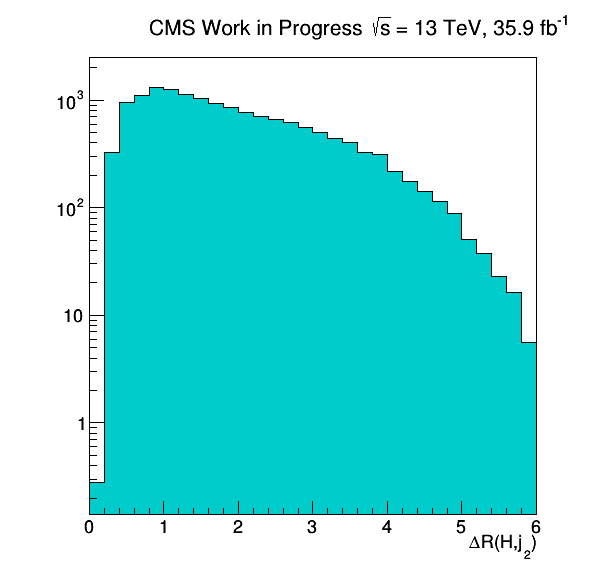 CMS Work in Progress √s = 13 TeV, 35.9 fb⁻¹
10³
10²
10
1
0 1 2 3 4 5 6
ΔR(H,j₂)